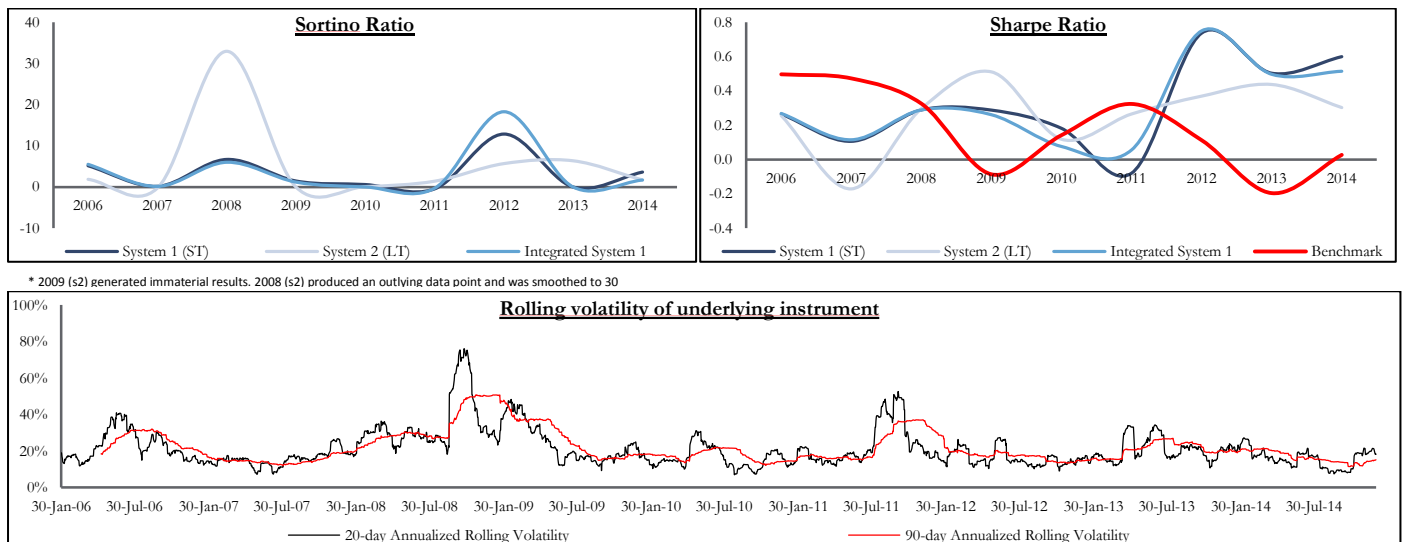 Sortino Ratio
40
30
20
10
0
-10
2006 2007 2008 2009 2010 2011 2012 2013 2014
System 1 (ST) System 2 (LT) Integrated System 1
Sharpe Ratio
0.8
0.6
0.4
0.2
0.0
-0.2
-0.4
2006 2007 2008 2009 2010 2011 2012 2013 2014
System 1 (ST) System 2 (LT) Integrated System 1 Benchmark
* 2009 (s2) generated immaterial results. 2008 (s2) produced an outlying data point and was smoothed to 30
Rolling volatility of underlying instrument
100%
80%
60%
40%
20%
0%
30-Jan-06 30-Jul-06 30-Jan-07 30-Jul-07 30-Jan-08 30-Jul-08 30-Jan-09 30-Jul-09 30-Jan-10 30-Jul-10 30-Jan-11 30-Jul-11 30-Jan-12 30-Jul-12 30-Jan-13 30-Jul-13 30-Jan-14 30-Jul-14
20-day Annualized Rolling Volatility 90-day Annualized Rolling Volatility